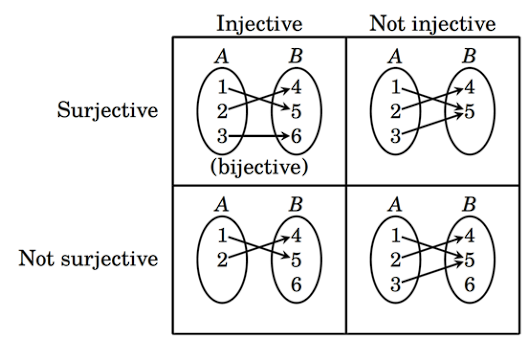 Injective Not injective
A B A B
1 4 1 4
Surjective 2 5 2 5
3 6 3
(bijective)
A B A B
1 4 1 4
Not surjective 2 5 2 5
6 3 6